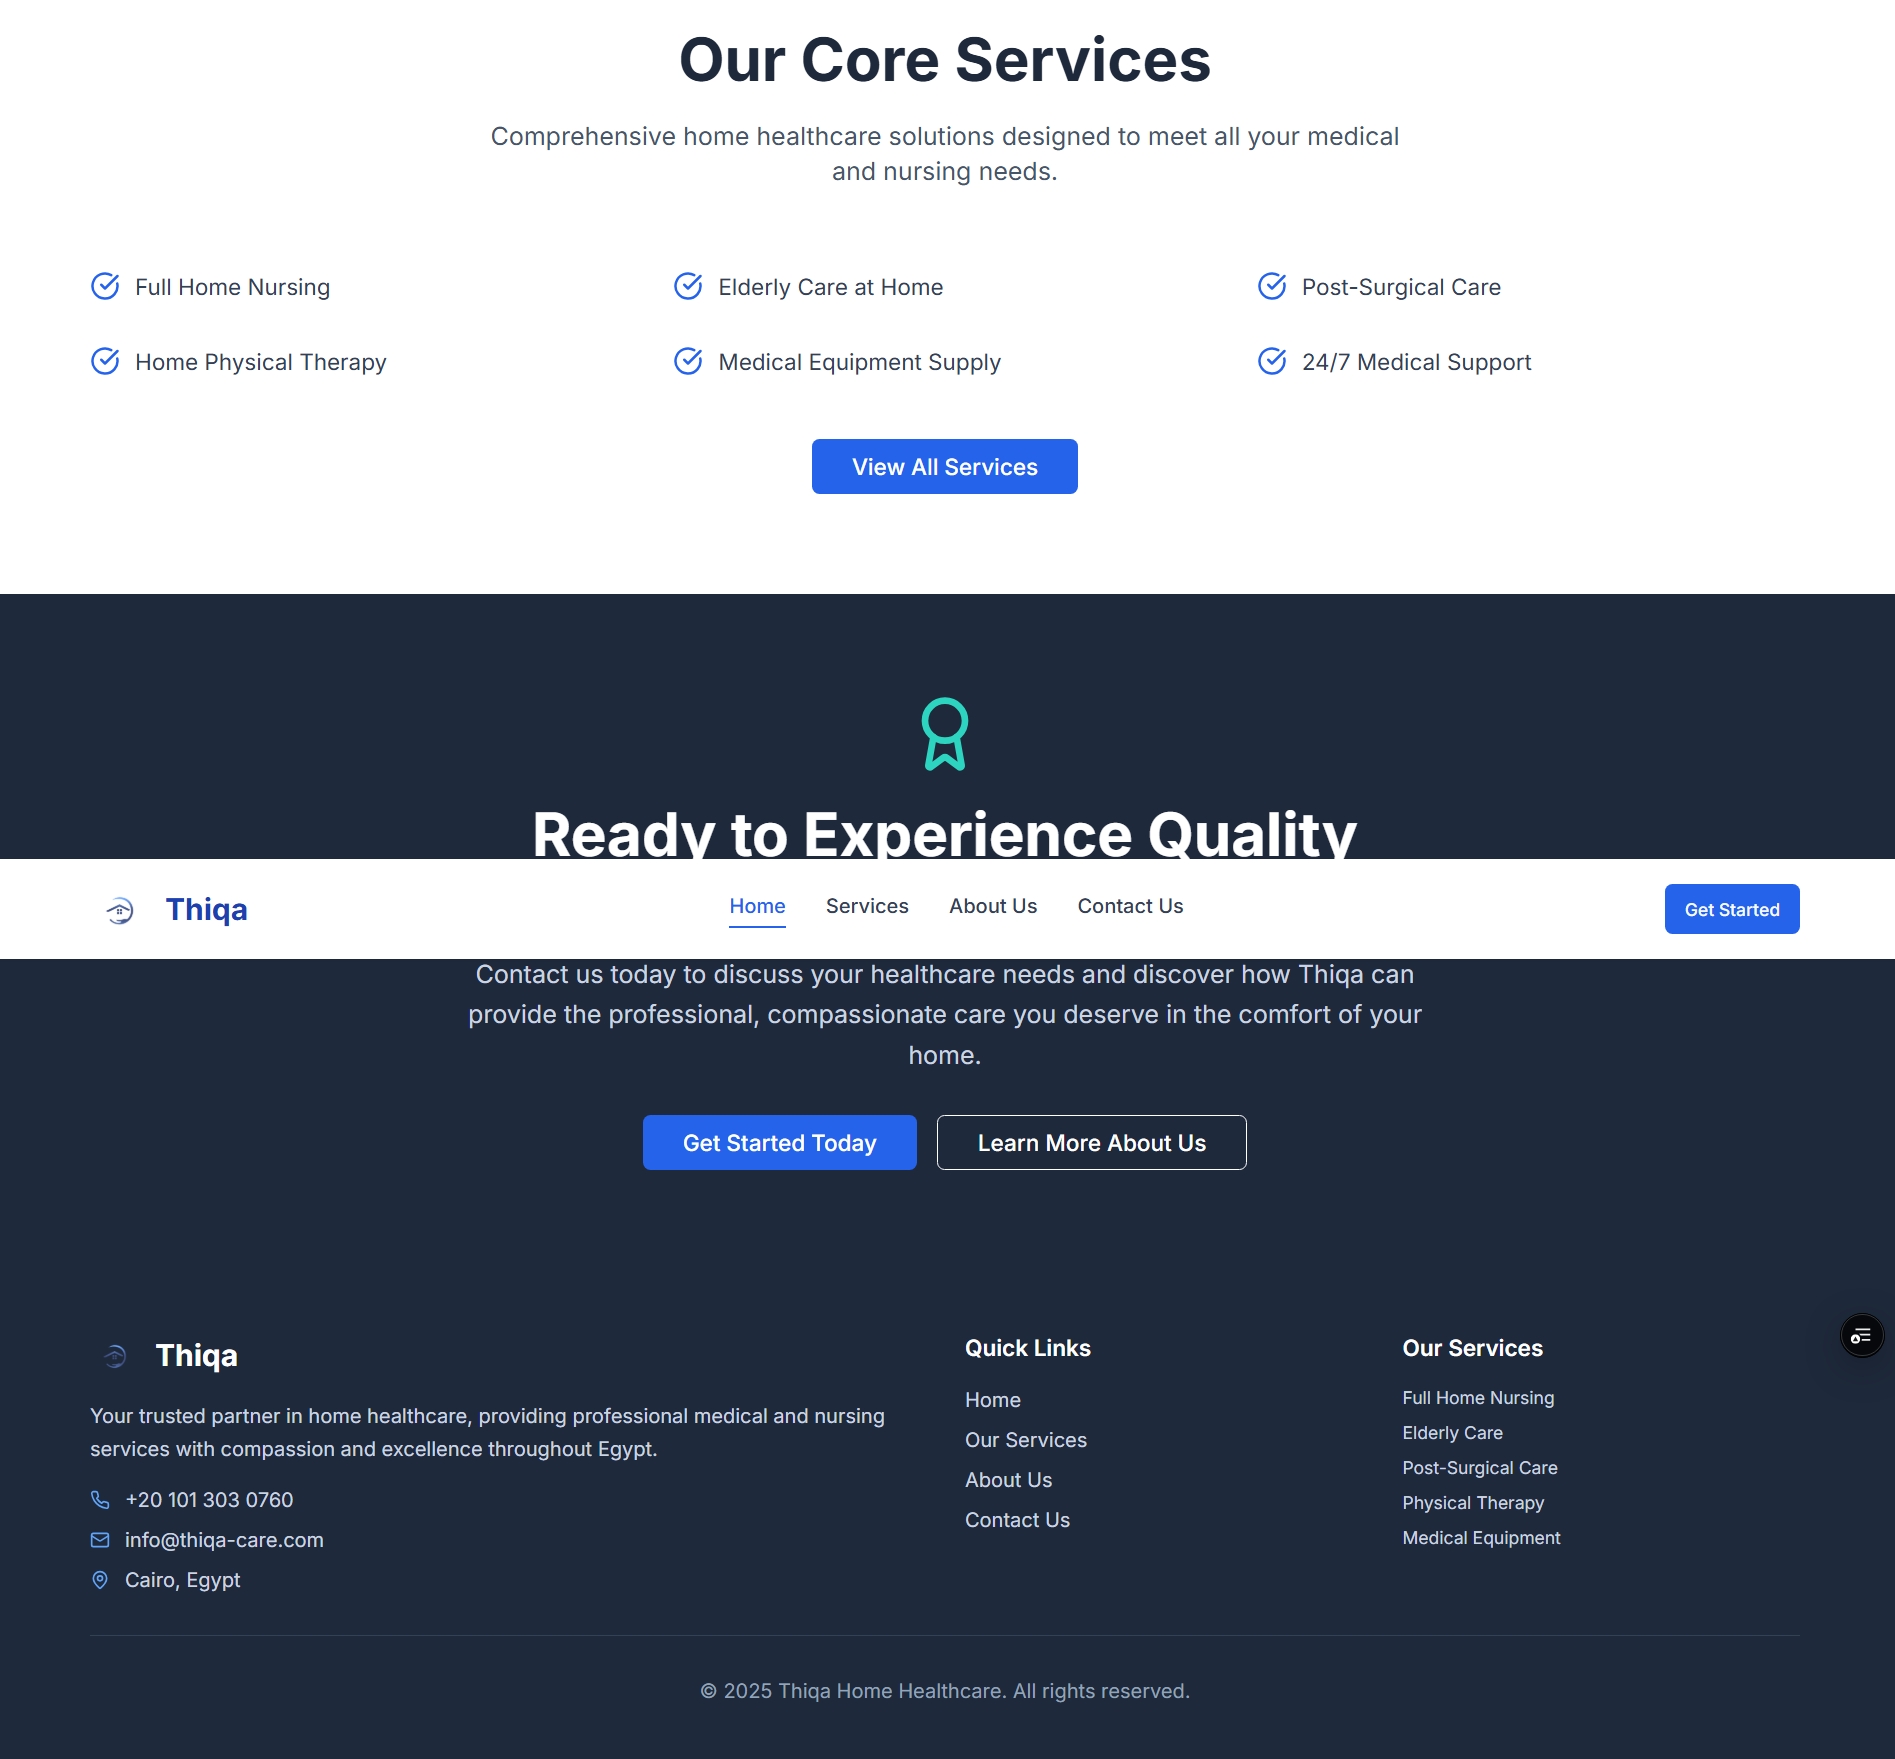 Our Core Services
Comprehensive home healthcare solutions designed to meet all your medical
and nursing needs.
Full Home Nursing
Elderly Care at Home
Post-Surgical Care
Home Physical Therapy
Medical Equipment Supply
24/7 Medical Support
View All Services
Ready to Experience Quality
Thiqa
Home
Services
About Us
Contact Us
Get Started
Contact us today to discuss your healthcare needs and discover how Thiqa can
provide the professional, compassionate care you deserve in the comfort of your
home.
Get Started Today
Learn More About Us
Thiqa
Your trusted partner in home healthcare, providing professional medical and nursing
services with compassion and excellence throughout Egypt.
+20 101 303 0760
info@thiqa-care.com
Cairo, Egypt
Quick Links
Home
Our Services
About Us
Contact Us
Our Services
Full Home Nursing
Elderly Care
Post-Surgical Care
Physical Therapy
Medical Equipment
© 2025 Thiqa Home Healthcare. All rights reserved.